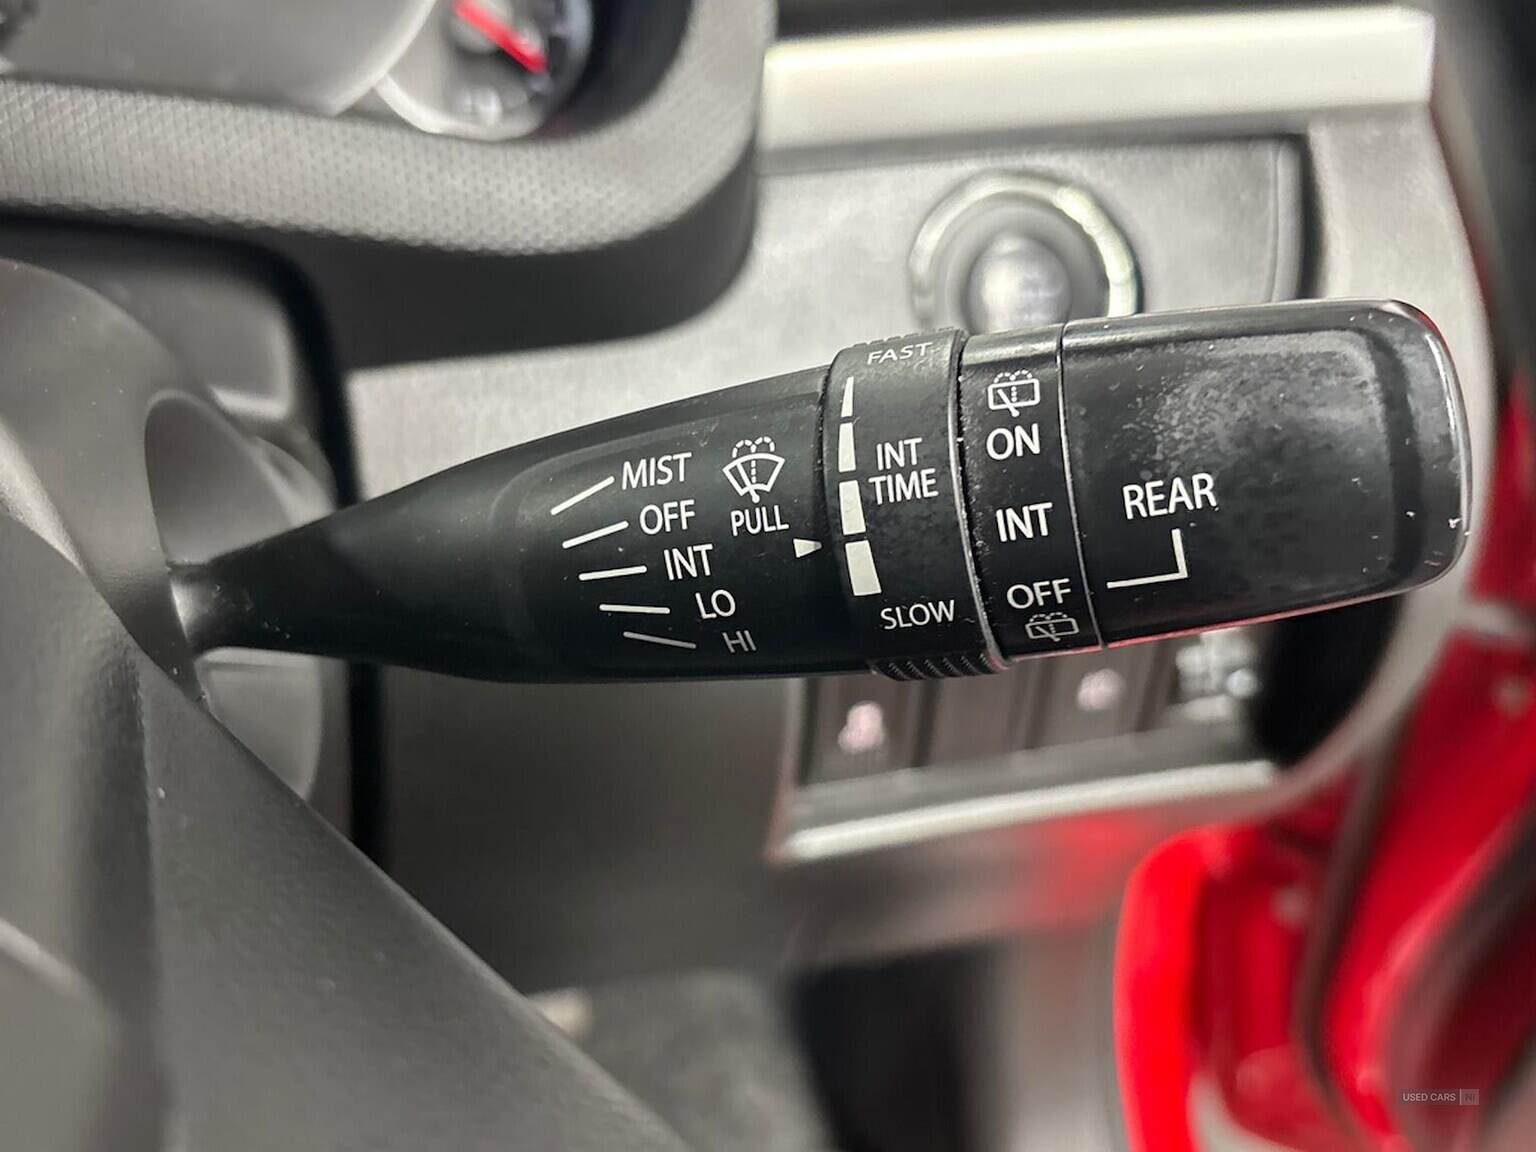 MIST
OFF
INT
LO
HI
PULL
FAST
INT
TIME
SLOW
ON
INT
OFF
REAR
USED CARS NI